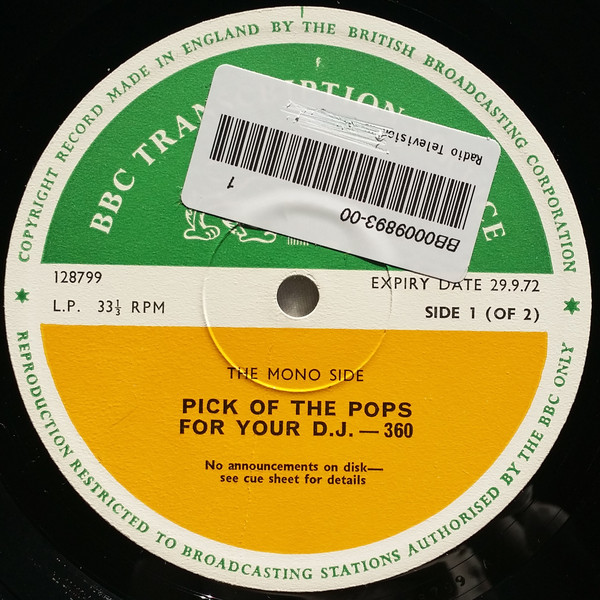 COPYRIGHT RECORD MADE IN ENGLAND BY THE BRITISH BROADCASTING CORPORATION
BBC
Radio Television
BB0009893-00
1
128799
EXPIRY DATE 29.9.72
L.P. 33⅓ RPM
SIDE 1 (OF 2)
THE MONO SIDE
PICK OF THE POPS
FOR YOUR D.J. — 360
No announcements on disk—
see cue sheet for details
REPRODUCTION RESTRICTED TO BROADCASTING STATIONS AUTHORISED BY THE BBC ONLY